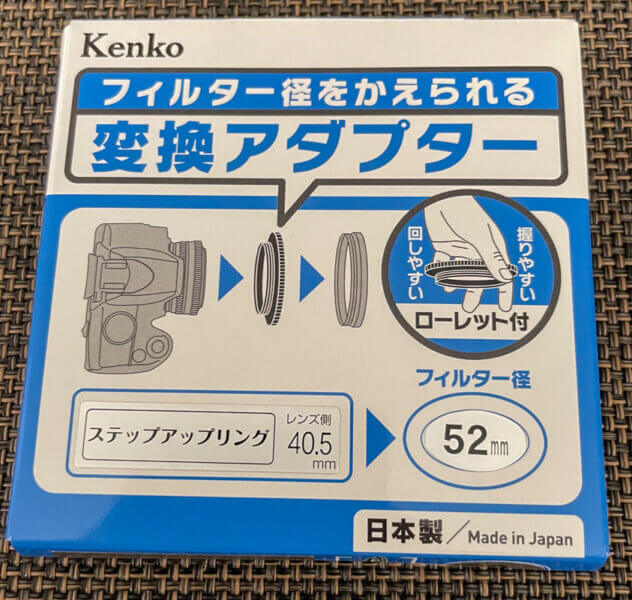 Kenko
フィルター径をかえられる
変換アダプター
回しやすい
握りやすい
ローレット付
フィルター径
ステップアップリング
レンズ側
40.5
mm
52mm
日本製／Made in Japan